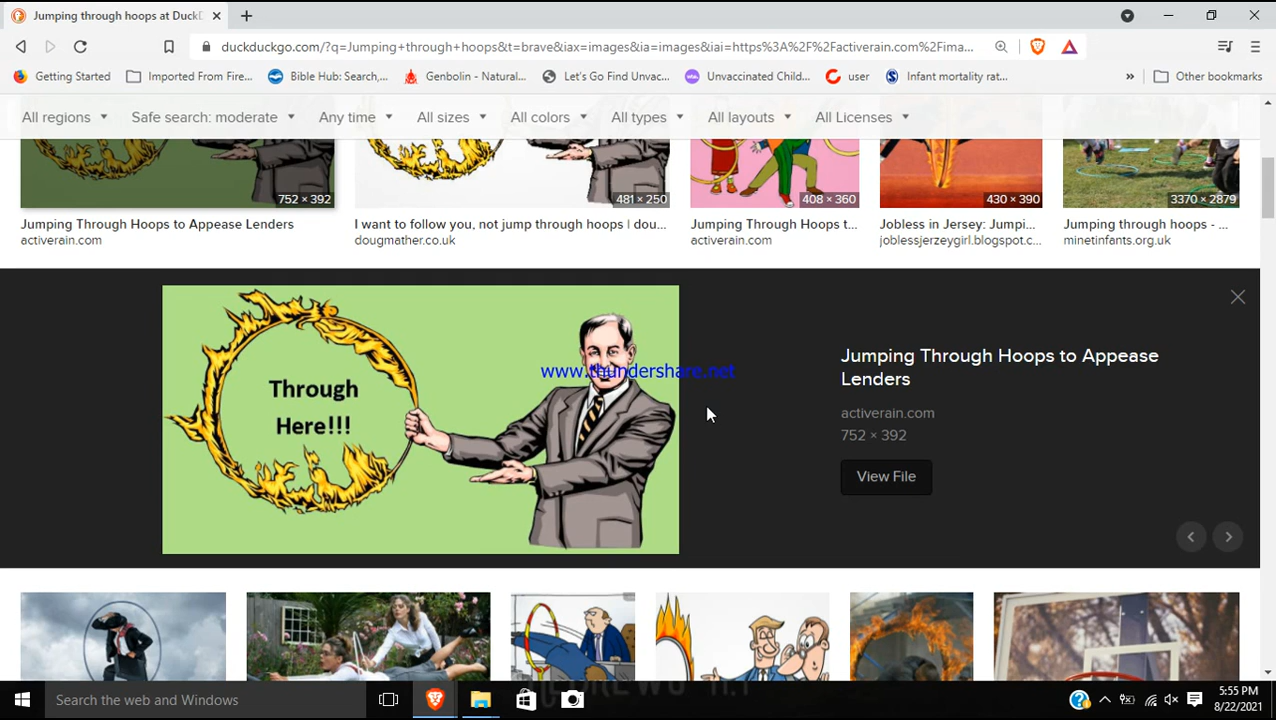 Jumping through hoops at DuckD
duckduckgo.com/?q=Jumping+through+hoops&t=brave&iax=images&ia=images&iai=https%3A%2F%2Factiverain.com%2Fima...
Getting Started
Imported From Fire...
Bible Hub: Search,...
Genbolin - Natural...
Let's Go Find Unvac...
Unvaccinated Child...
user
Infant mortality rat...
»
Other bookmarks
All regions
Safe search: moderate
Any time
All sizes
All colors
All types
All layouts
All Licenses
752 × 392
481 × 250
408 × 360
430 × 390
3370 × 2879
Jumping Through Hoops to Appease Lenders
activerain.com
I want to follow you, not jump through hoops | dou...
dougmather.co.uk
Jumping Through Hoops t...
activerain.com
Jobless in Jersey: Jumpi...
joblessjerzeygirl.blogspot.c...
Jumping through hoops - ...
minetinfants.org.uk
Through
Here!!!
www.thundershare.net
Jumping Through Hoops to Appease
Lenders
activerain.com
752 × 392
View File
Search the web and Windows
5:55 PM
8/22/2021